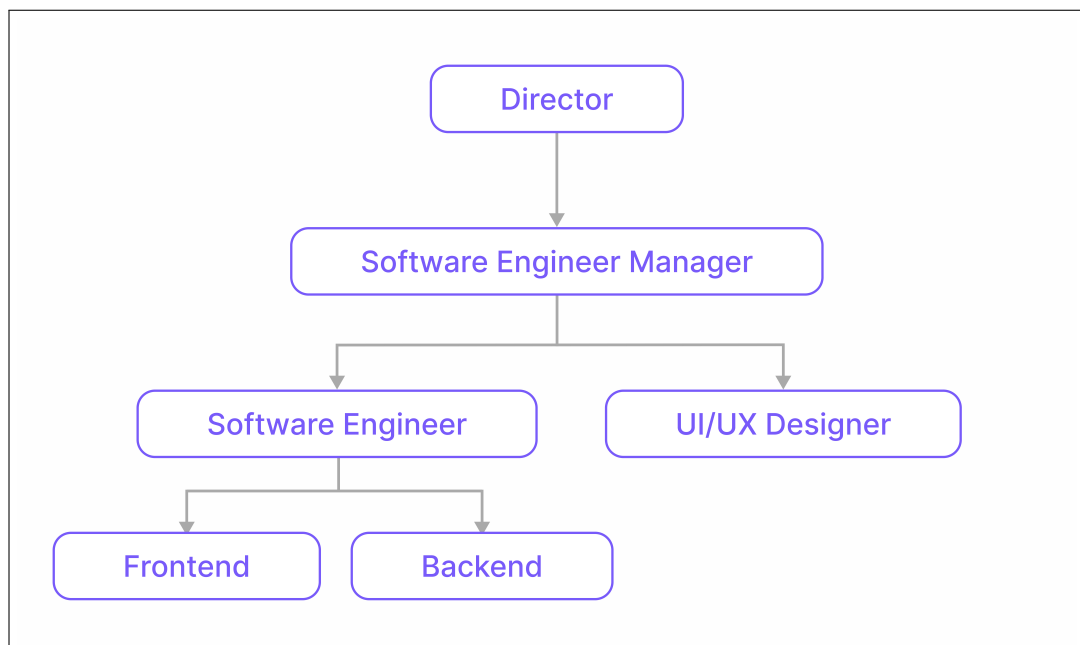 Director
Software Engineer Manager
Software Engineer
UI/UX Designer
Frontend
Backend